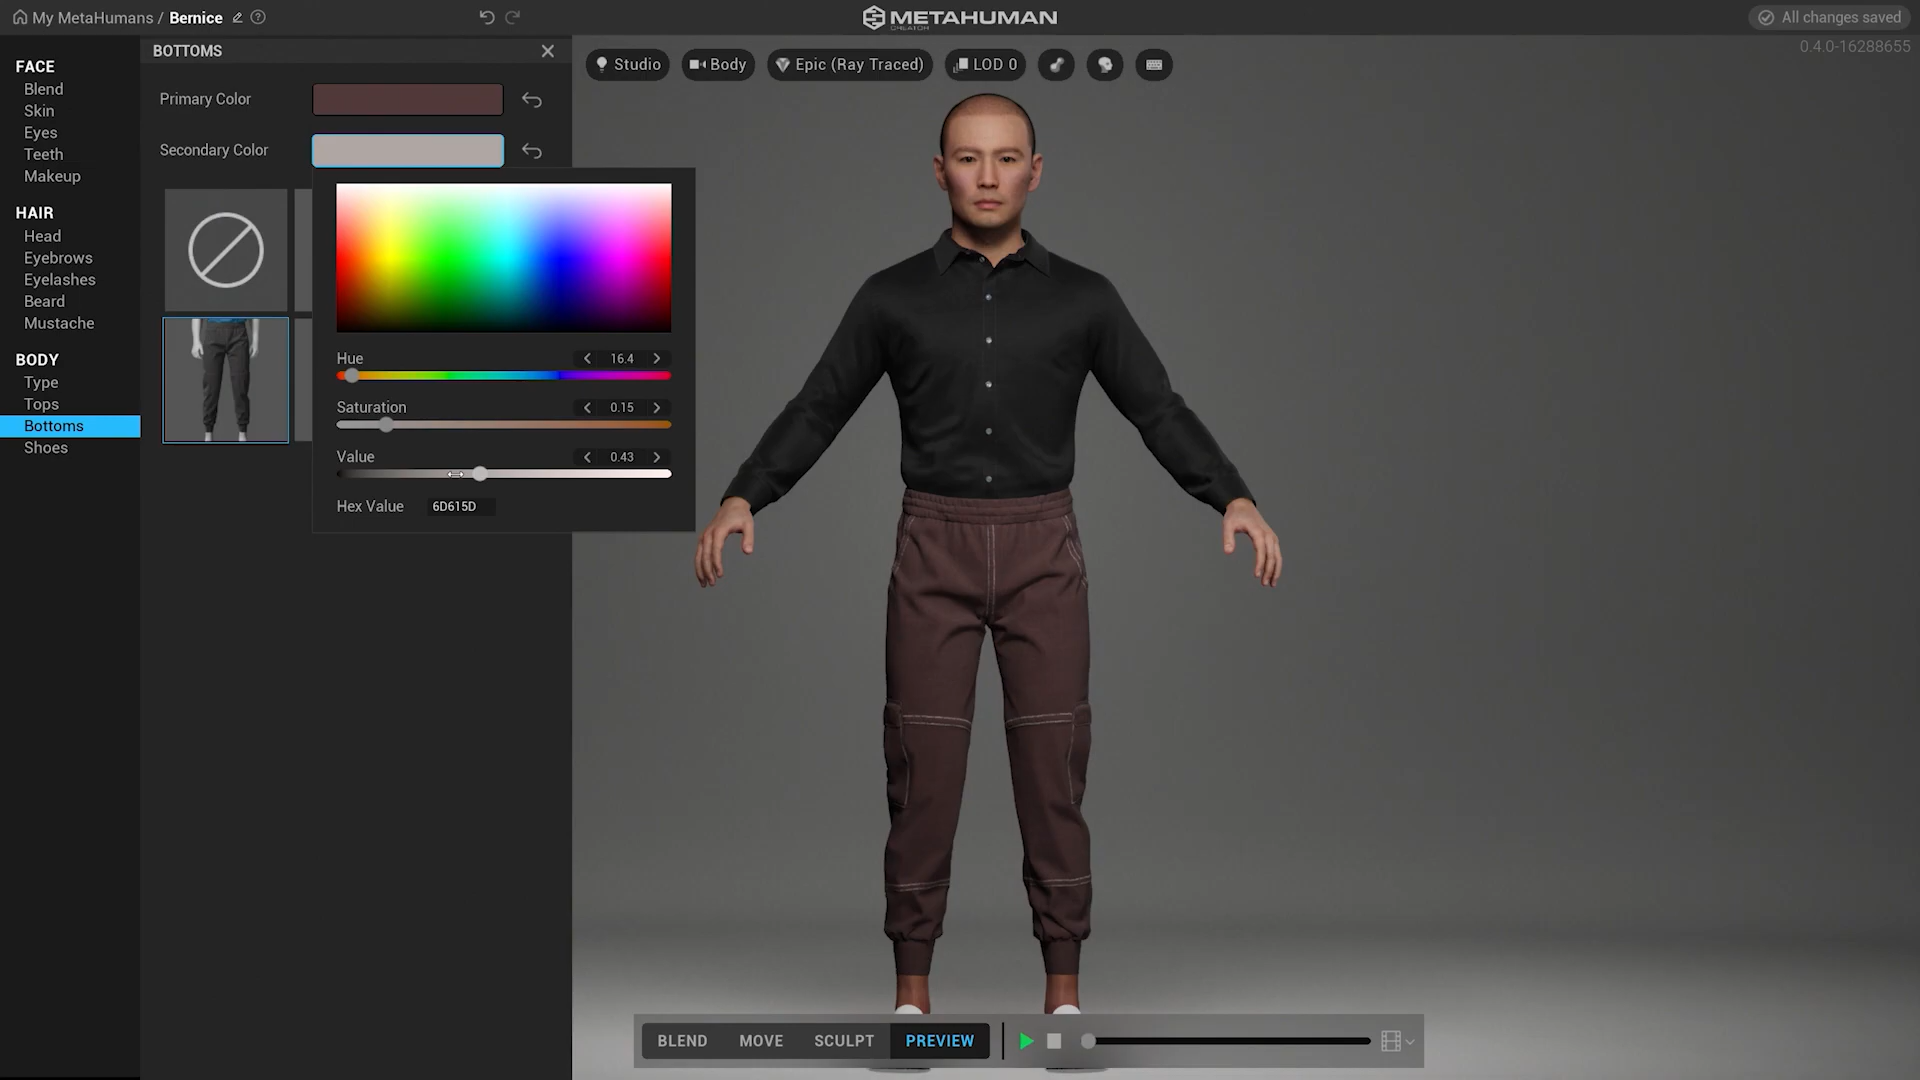 My MetaHumans / Bernice
METAHUMAN
CREATOR
All changes saved
0.4.0-16288655
FACE
Blend
Skin
Eyes
Teeth
Makeup
HAIR
Head
Eyebrows
Eyelashes
Beard
Mustache
BODY
Type
Tops
Bottoms
Shoes
BOTTOMS
Primary Color
Secondary Color
Hue
16.4
Saturation
0.15
Value
0.43
Hex Value
6D615D
Studio
Body
Epic (Ray Traced)
LOD 0
BLEND
MOVE
SCULPT
PREVIEW